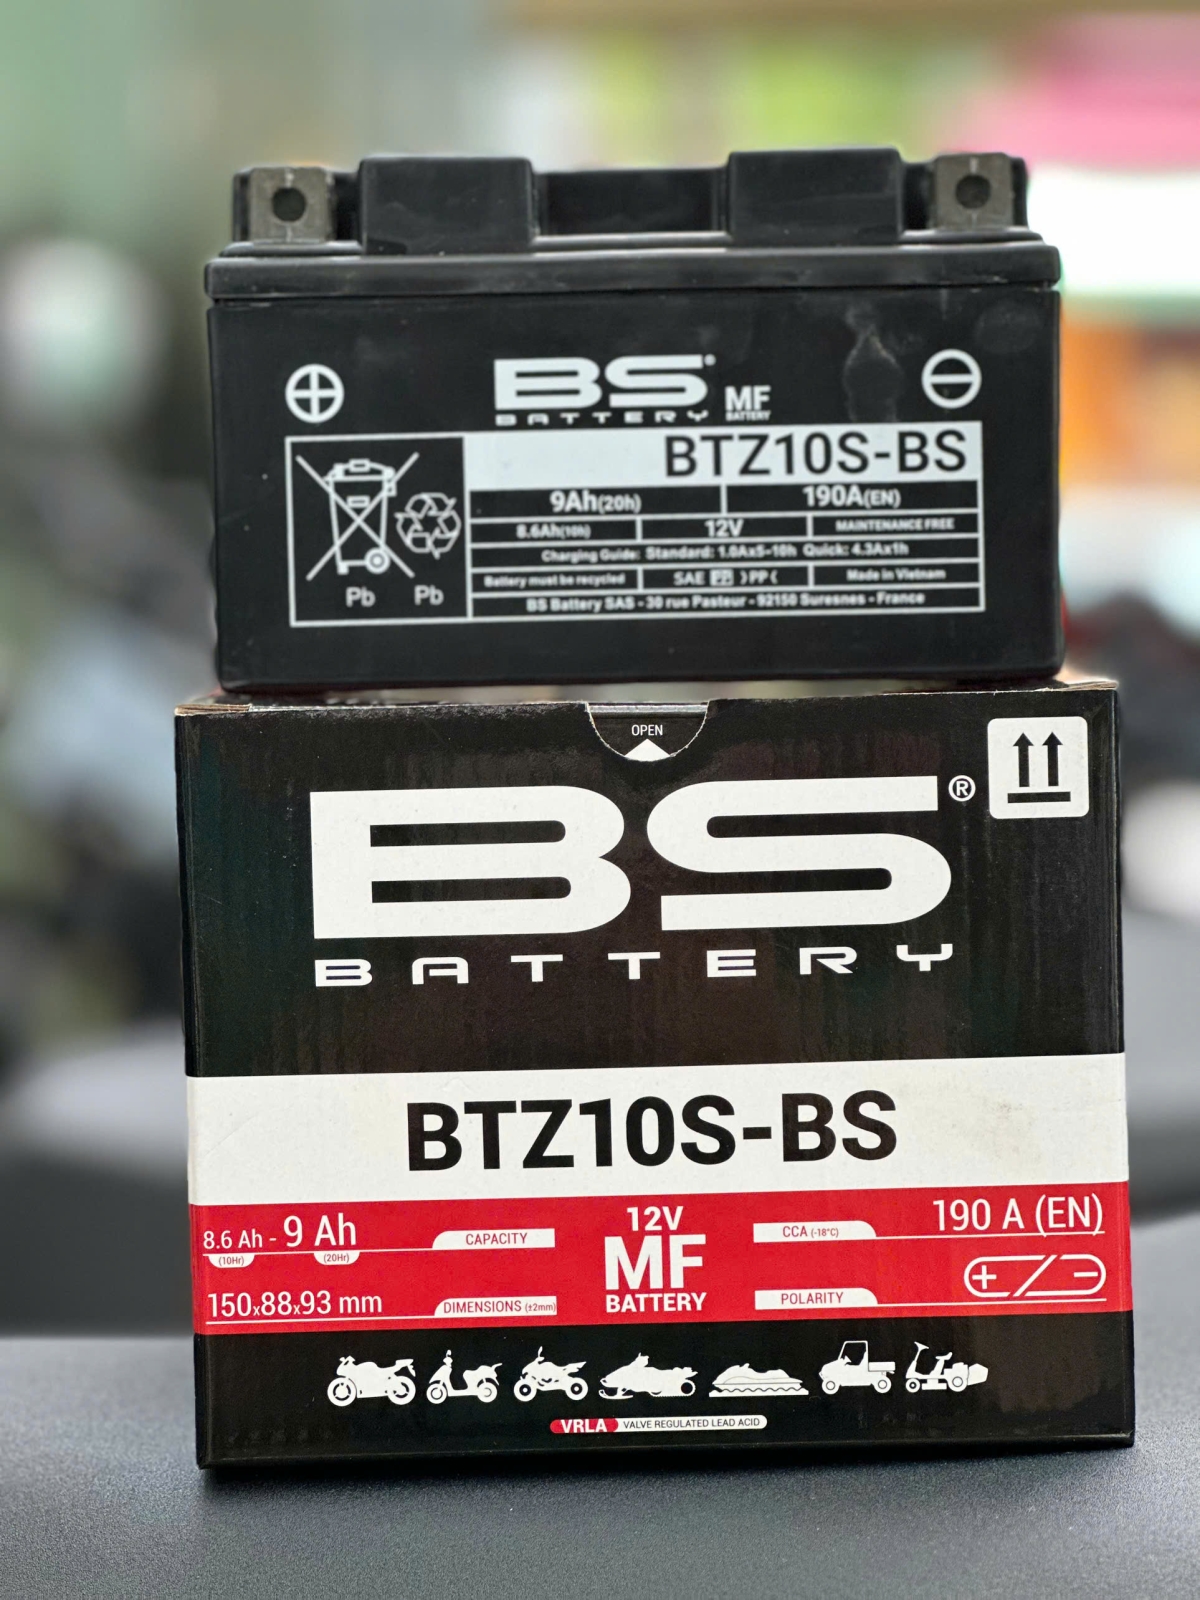 BS
BATTERY
MF
BATTERY
BTZ10S-BS
9Ah(20h) 190A(EN)
8.6Ah(10h) 12V MAINTENANCE FREE
Charging Guide: Standard: 1.0Ax5-10h Quick: 4.3Ax1h
Battery must be recycled SAE )PP( Made in Vietnam
BS Battery SAS - 30 rue Pasteur - 92150 Suresnes - France
Pb Pb
OPEN
BS®
BATTERY
BTZ10S-BS
8.6 Ah - 9 Ah CAPACITY
(10Hr) (20Hr)
150x88x93 mm DIMENSIONS (±2mm)
12V
MF
BATTERY
CCA (-18°C) 190 A (EN)
POLARITY + -
VRLA VALVE REGULATED LEAD ACID